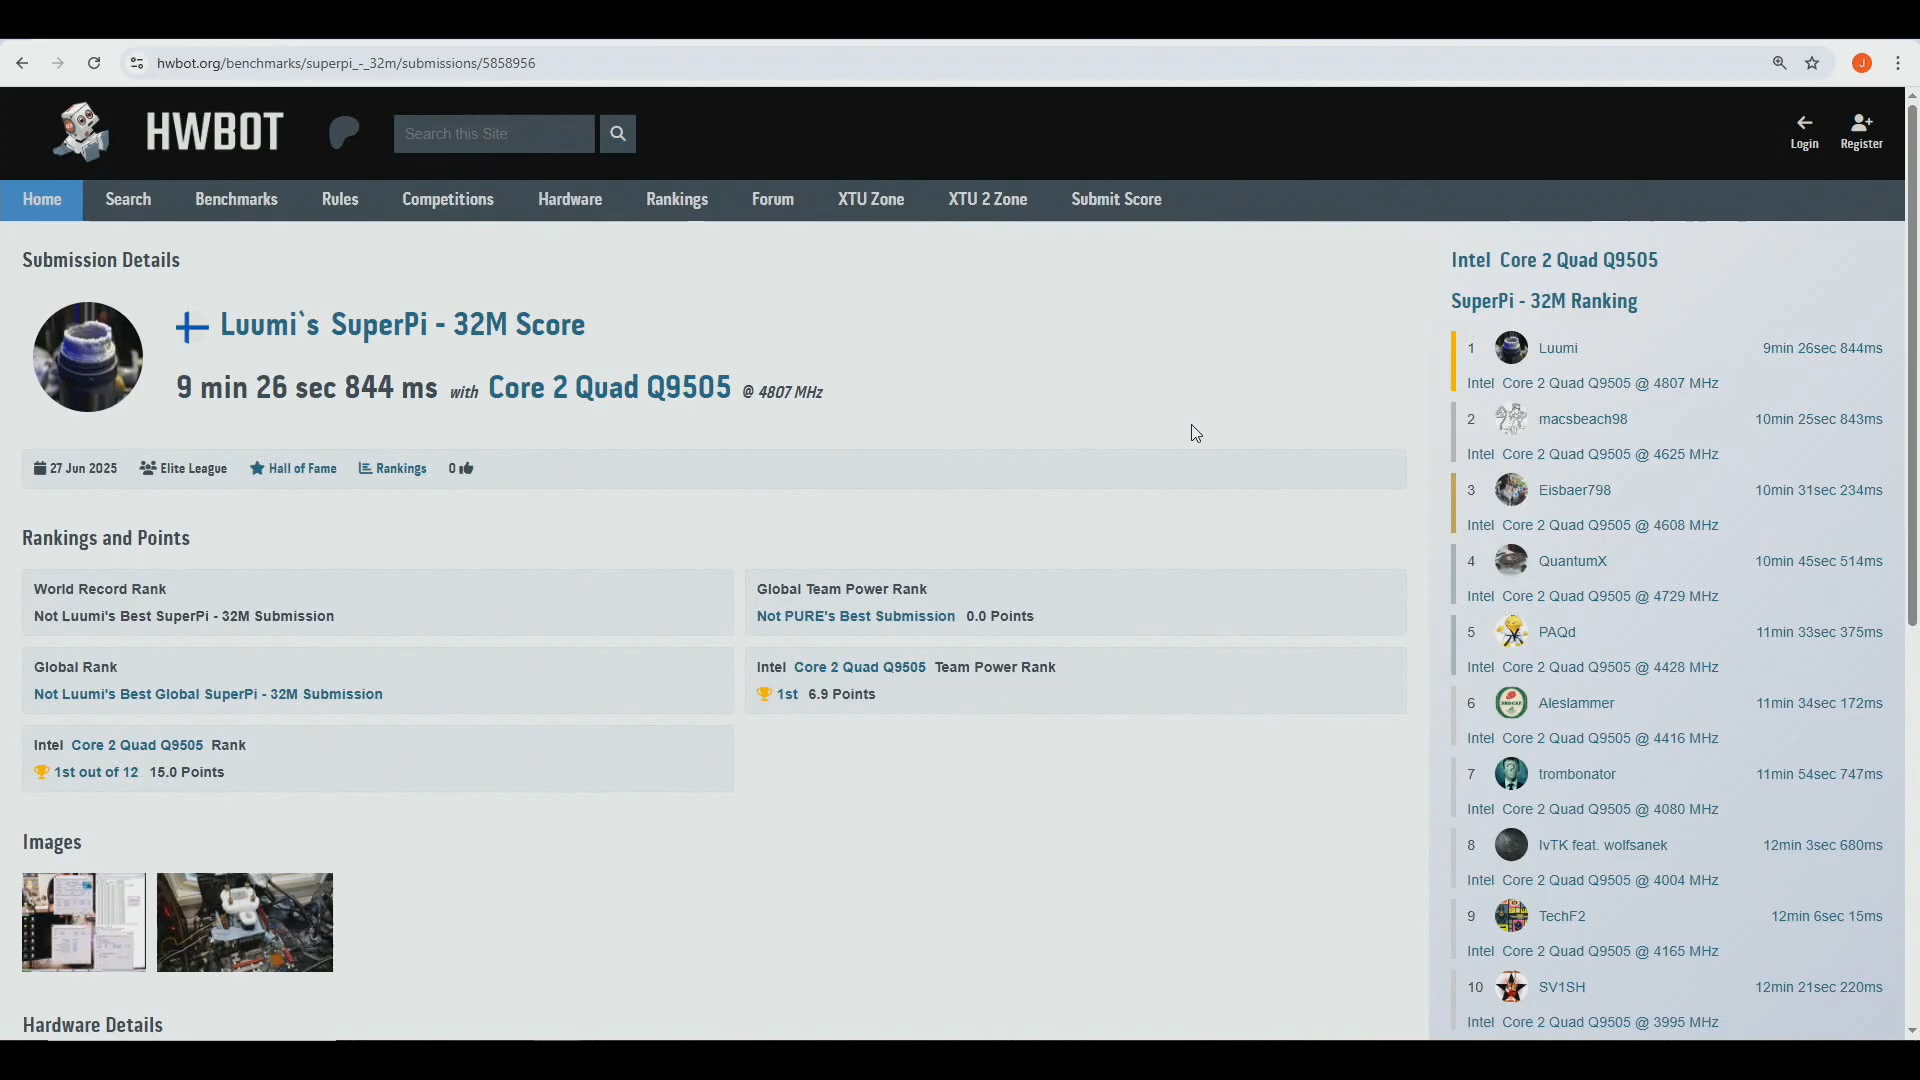 hwbot.org/benchmarks/superpi_-_32m/submissions/5858956
J
HWBOT
Search this Site
Login
Register
Home
Search
Benchmarks
Rules
Competitions
Hardware
Rankings
Forum
XTU Zone
XTU 2 Zone
Submit Score
Submission Details
Luumi`s SuperPi - 32M Score
9 min 26 sec 844 ms with Core 2 Quad Q9505 @ 4807 MHz
27 Jun 2025
Elite League
Hall of Fame
Rankings
0
Rankings and Points
World Record Rank
Not Luumi's Best SuperPi - 32M Submission
Global Team Power Rank
Not PURE's Best Submission 0.0 Points
Global Rank
Not Luumi's Best Global SuperPi - 32M Submission
Intel Core 2 Quad Q9505 Team Power Rank
1st 6.9 Points
Intel Core 2 Quad Q9505 Rank
1st out of 12 15.0 Points
Images
Hardware Details
Intel Core 2 Quad Q9505
SuperPi - 32M Ranking
1 Luumi 9min 26sec 844ms
Intel Core 2 Quad Q9505 @ 4807 MHz
2 macsbeach98 10min 25sec 843ms
Intel Core 2 Quad Q9505 @ 4625 MHz
3 Eisbaer798 10min 31sec 234ms
Intel Core 2 Quad Q9505 @ 4608 MHz
4 QuantumX 10min 45sec 514ms
Intel Core 2 Quad Q9505 @ 4729 MHz
5 PAQd 11min 33sec 375ms
Intel Core 2 Quad Q9505 @ 4428 MHz
6 Aleslammer 11min 34sec 172ms
Intel Core 2 Quad Q9505 @ 4416 MHz
7 trombonator 11min 54sec 747ms
Intel Core 2 Quad Q9505 @ 4080 MHz
8 IvTK feat. wolfsanek 12min 3sec 680ms
Intel Core 2 Quad Q9505 @ 4004 MHz
9 TechF2 12min 6sec 15ms
Intel Core 2 Quad Q9505 @ 4165 MHz
10 SV1SH 12min 21sec 220ms
Intel Core 2 Quad Q9505 @ 3995 MHz